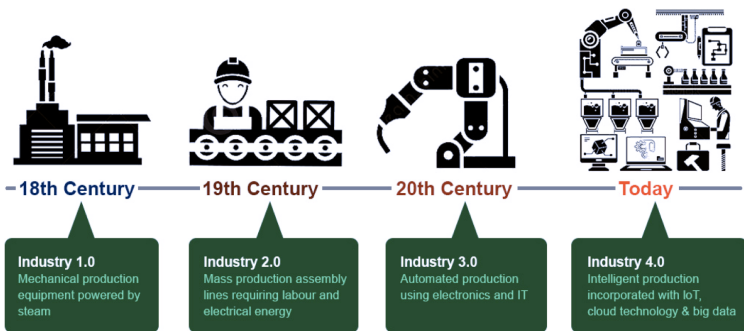 18th Century
19th Century
20th Century
Today
Industry 1.0
Mechanical production
equipment powered by
steam
Industry 2.0
Mass production assembly
lines requiring labour and
electrical energy
Industry 3.0
Automated production
using electronics and IT
Industry 4.0
Intelligent production
incorporated with IoT,
cloud technology & big data